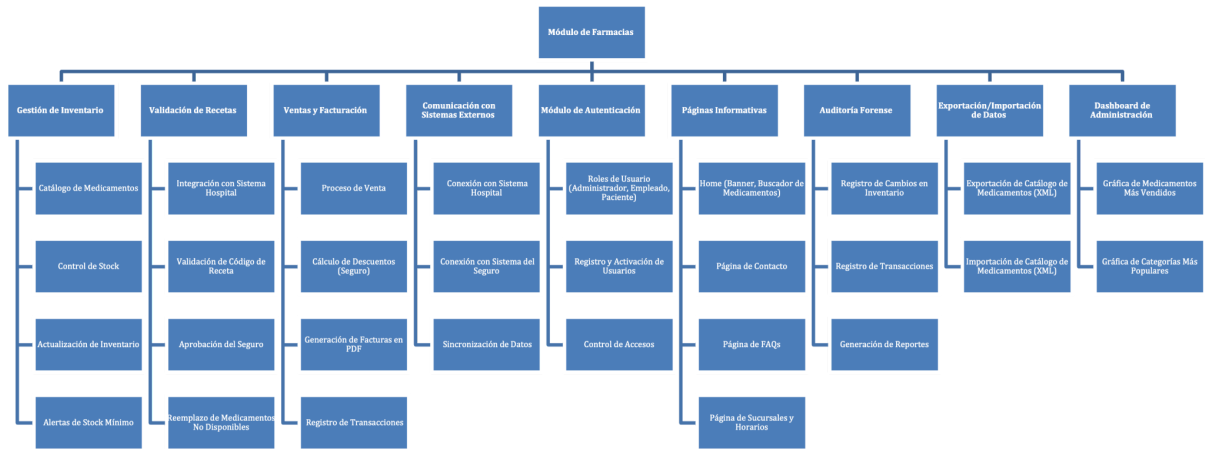 Módulo de Farmacias
Gestión de Inventario
Catálogo de Medicamentos
Control de Stock
Actualización de Inventario
Alertas de Stock Mínimo
Validación de Recetas
Integración con Sistema
Hospital
Validación de Código de
Receta
Aprobación del Seguro
Reemplazo de Medicamentos
No Disponibles
Ventas y Facturación
Proceso de Venta
Cálculo de Descuentos
(Seguro)
Generación de Facturas en
PDF
Registro de Transacciones
Comunicación con
Sistemas Externos
Conexión con Sistema
Hospital
Conexión con Sistema del
Seguro
Sincronización de Datos
Módulo de Autenticación
Roles de Usuario
(Administrador, Empleado,
Paciente)
Registro y Activación de
Usuarios
Control de Accesos
Páginas Informativas
Home (Banner, Buscador de
Medicamentos)
Página de Contacto
Página de FAQs
Página de Sucursales y
Horarios
Auditoría Forense
Registro de Cambios en
Inventario
Registro de Transacciones
Generación de Reportes
Exportación/Importación
de Datos
Exportación de Catálogo de
Medicamentos (XML)
Importación de Catálogo de
Medicamentos (XML)
Dashboard de
Administración
Gráfica de Medicamentos
Más Vendidos
Gráfica de Categorías Más
Populares